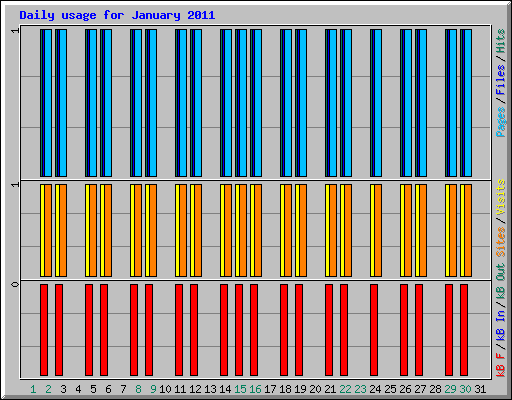 Daily usage for January 2011
1
1
0
Pages / Files / Hits
Sites / Visits
kB F / kB In / kB Out
1 2 3 4 5 6 7 8 9 10 11 12 13 14 15 16 17 18 19 20 21 22 23 24 25 26 27 28 29 30 31